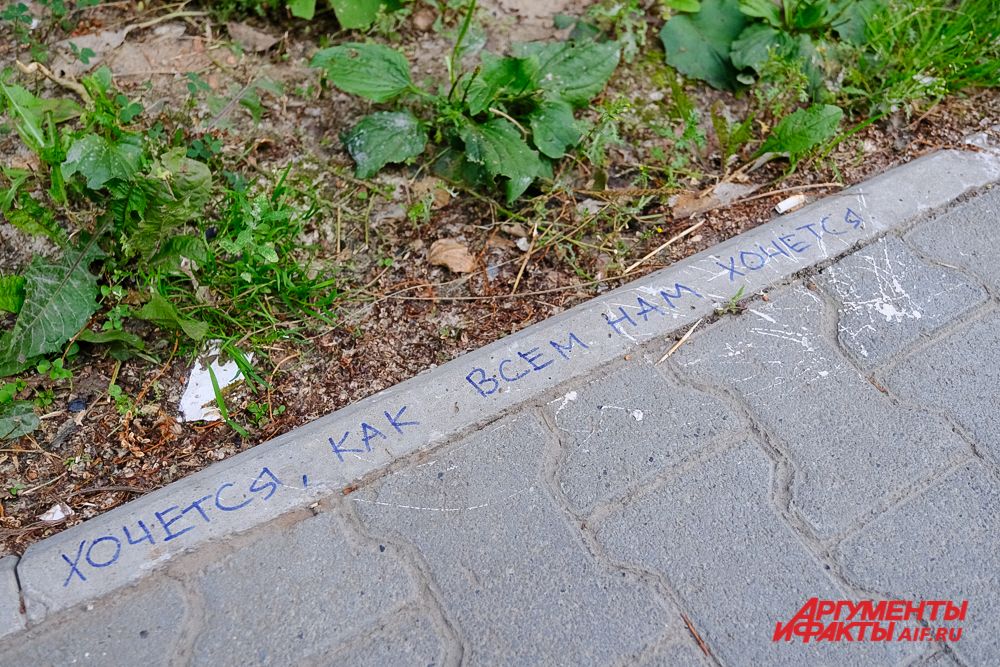 ХОЧЕТСЯ, КАК ВСЕМ НАМ ХОЧЕТСЯ
АРГУМЕНТЫ
И ФАКТЫ AIF.RU